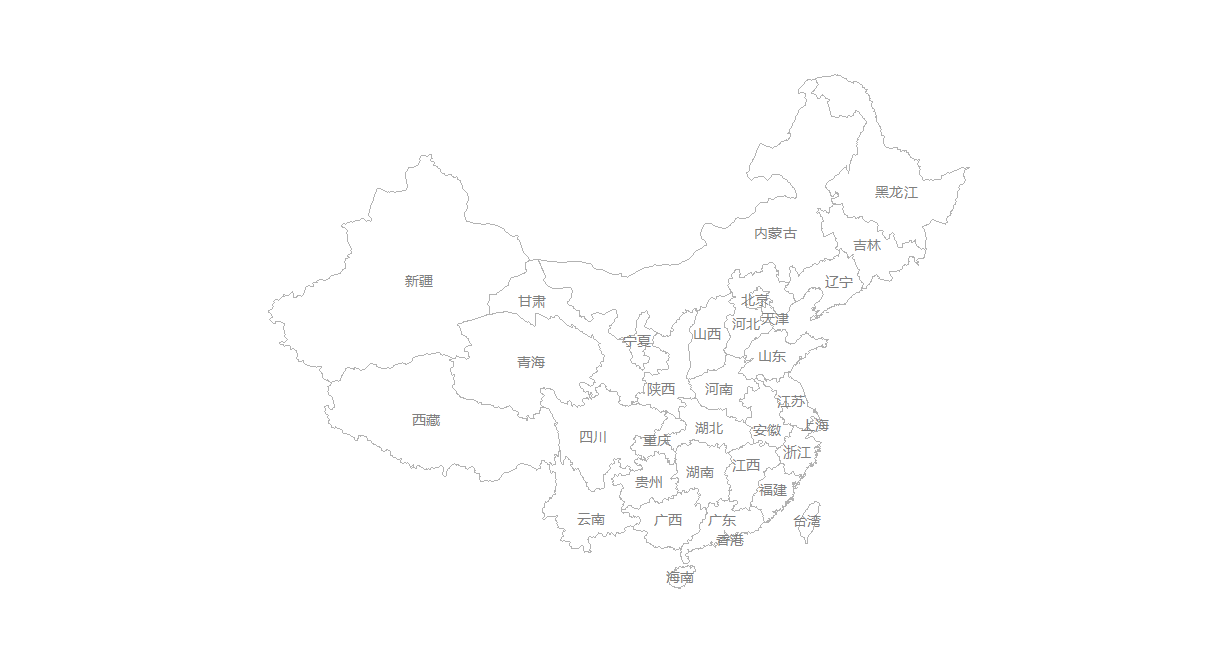 黑龙江
内蒙古
吉林
新疆
辽宁
甘肃
北京
天津
河北
宁夏
山西
山东
青海
陕西
河南
江苏
西藏
上海
湖北
安徽
四川
重庆
浙江
江西
湖南
贵州
福建
云南
广西
广东
台湾
香港
海南